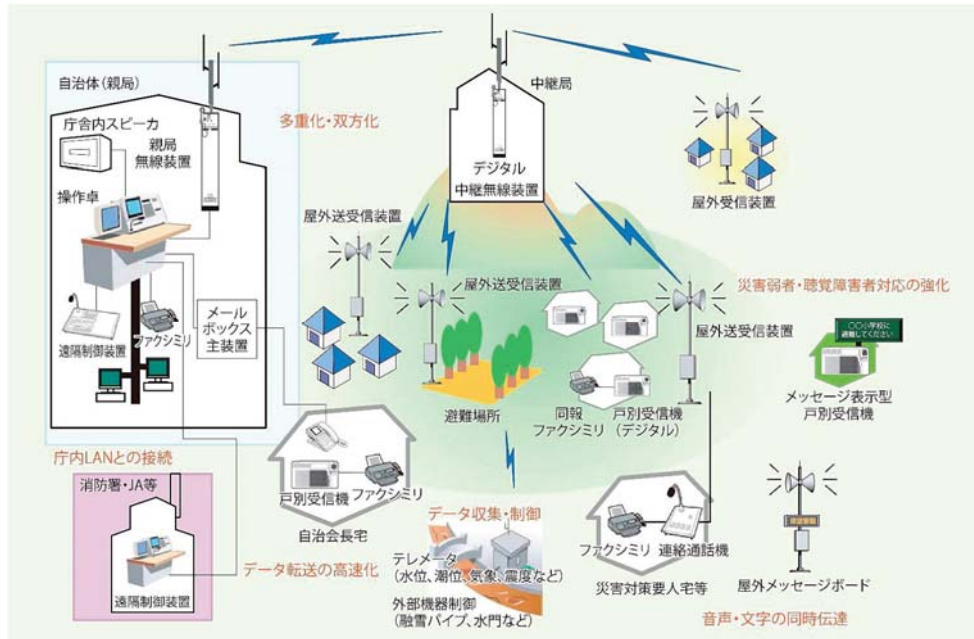 自治体（親局）
中継局
庁舎内スピーカ
多重化・双方化
親局
無線装置
デジタル
中継無線装置
操作卓
屋外受信装置
屋外送受信装置
屋外送受信装置
災害弱者・聴覚障害者対応の強化
屋外送受信装置
〇〇小学校に
避難してください
メール
ボックス
主装置
遠隔制御装置
ファクシミリ
メッセージ表示型
戸別受信機
避難場所
同報
ファクシミリ
戸別受信機
（デジタル）
庁内LANとの接続
消防署・JA等
戸別受信機
ファクシミリ
自治会長宅
データ収集・制御
テレメータ
（水位、潮位、気象、震度など）
外部機器制御
（融雪パイプ、水門など）
データ転送の高速化
遠隔制御装置
ファクシミリ
連絡通話機
災害対策要人宅等
屋外メッセージボード
音声・文字の同時伝達